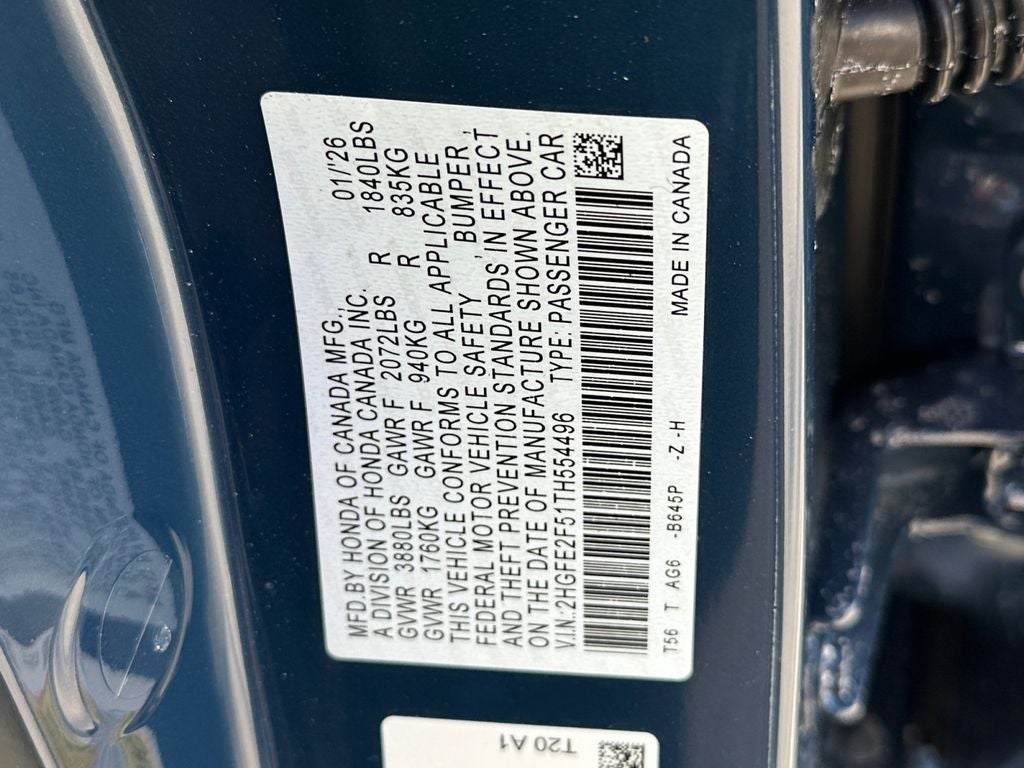 MFD.BY HONDA OF CANADA MFG., 01/'26
A DIVISION OF HONDA CANADA INC.
GVWR 3880LBS GAWR F 2072LBS R 1840LBS
GVWR 1760KG GAWR F 940KG R 835KG
THIS VEHICLE CONFORMS TO ALL APPLICABLE
FEDERAL MOTOR VEHICLE SAFETY , BUMPER ,
AND THEFT PREVENTION STANDARDS, IN EFFECT
ON THE DATE OF MANUFACTURE SHOWN ABOVE.
V.I.N.:2HGFE2F51TH554496 TYPE: PASSENGER CAR
T56 T AG6 -B645P -Z -H MADE IN CANADA
T20 A1